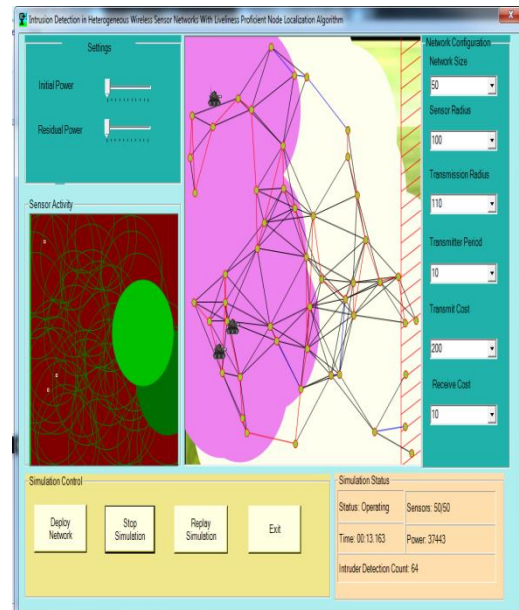 Intrusion Detection in Heterogeneous Wireless Sensor Networks With Liveliness Proficient Node Localization Algorithm
Settings
Initial Power
Residual Power
Sensor Activity
Network Configuration
Network Size
50
Sensor Radius
100
Transmission Radius
110
Transmitter Period
10
Transmit Cost
200
Receive Cost
10
Simulation Control
Deploy Network
Stop Simulation
Replay Simulation
Exit
Simulation Status
Status: Operating
Sensors: 50/50
Time: 00:13.163
Power: 37443
Intruder Detection Count: 64